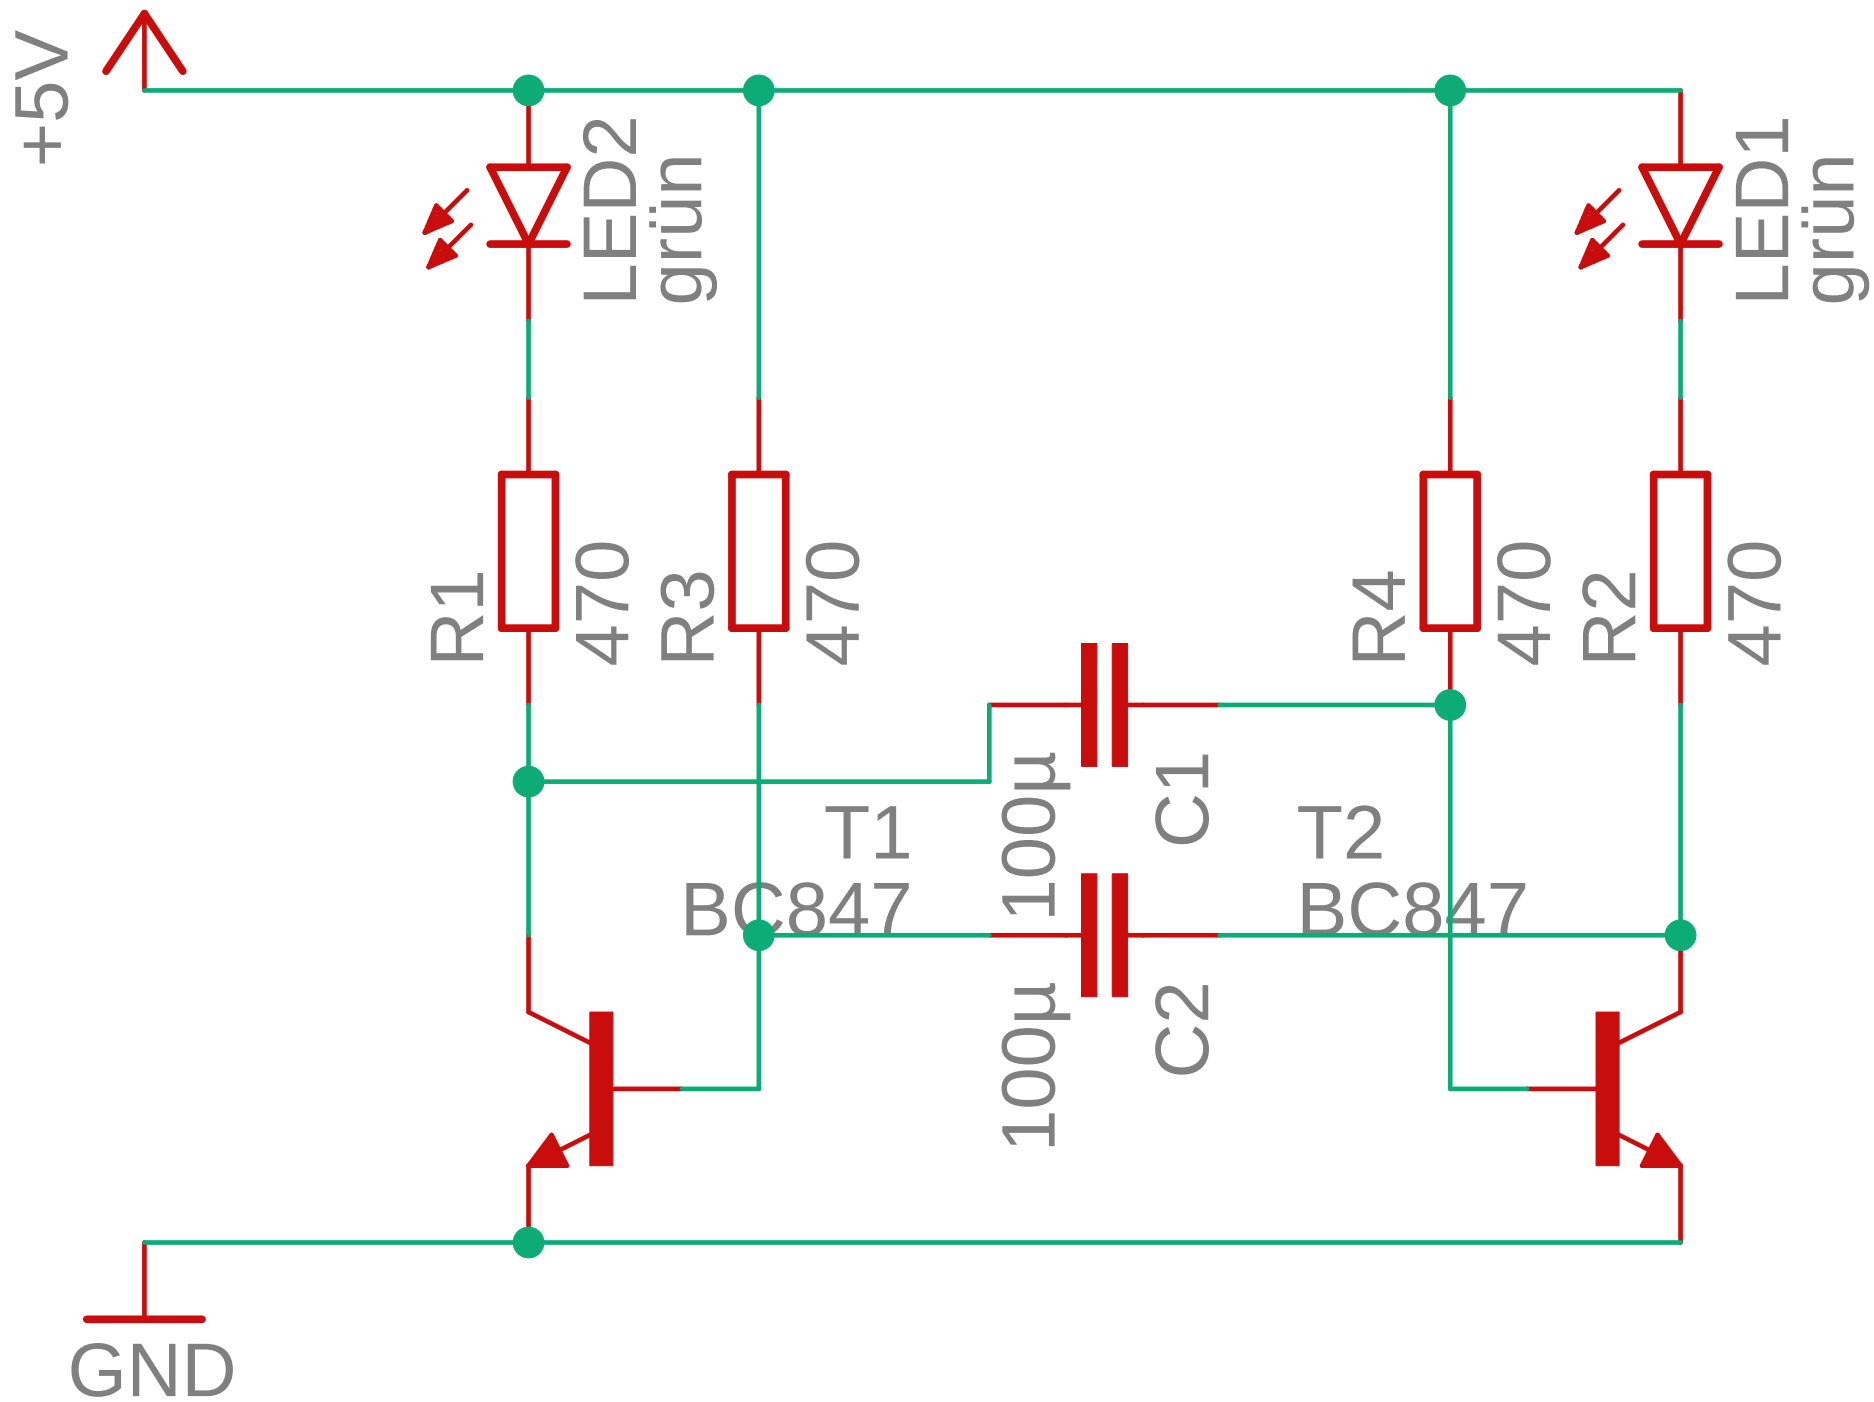 +5V
LED2
grün
LED1
grün
R1
470
R3
470
R4
470
R2
470
100µ
C1
T1
BC847
T2
BC847
100µ
C2
GND